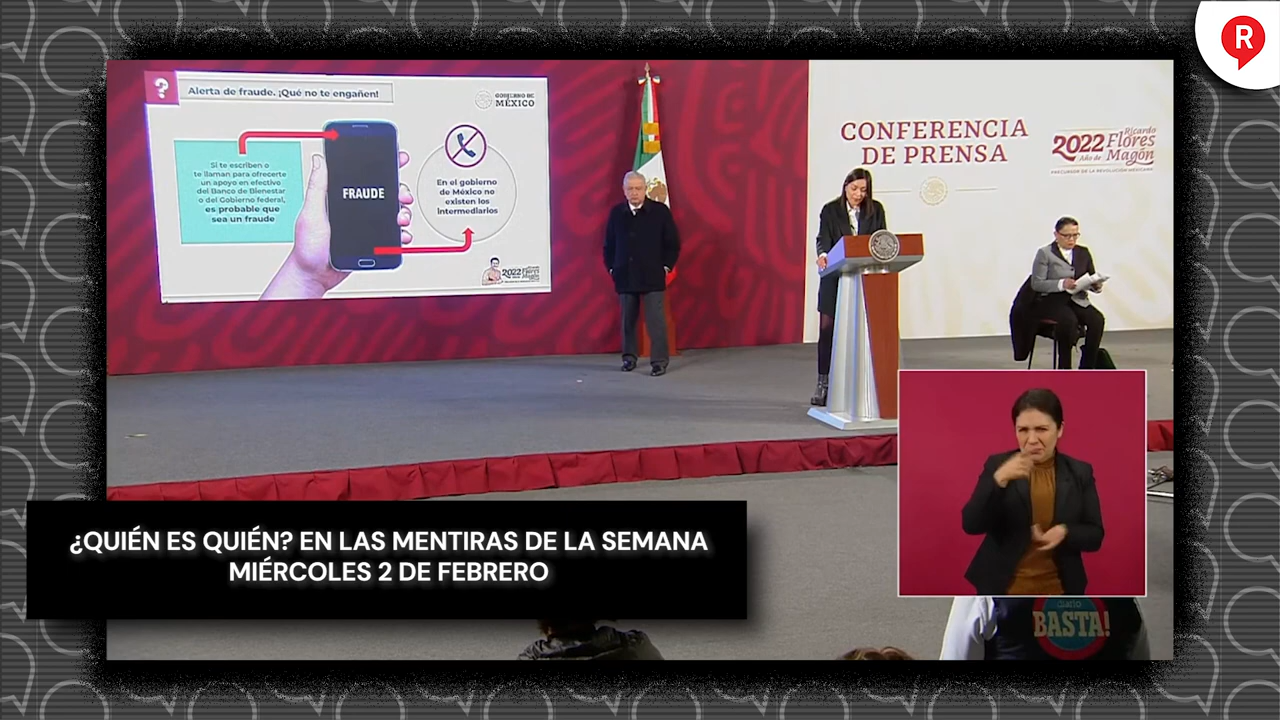 R
?
Alerta de fraude. ¡Qué no te engañen!
GOBIERNO DE
MÉXICO
Si te escriben o
te llaman para ofrecerte
un apoyo en efectivo
del Banco de Bienestar
o del Gobierno federal,
es probable que
sea un fraude
FRAUDE
En el gobierno
de México no
existen los
intermediarios
2022
CONFERENCIA
DE PRENSA
2022
Año de
Ricardo
Flores
Magón
PRECURSOR DE LA REVOLUCIÓN MEXICANA
¿QUIÉN ES QUIÉN? EN LAS MENTIRAS DE LA SEMANA
MIÉRCOLES 2 DE FEBRERO
BASTA!